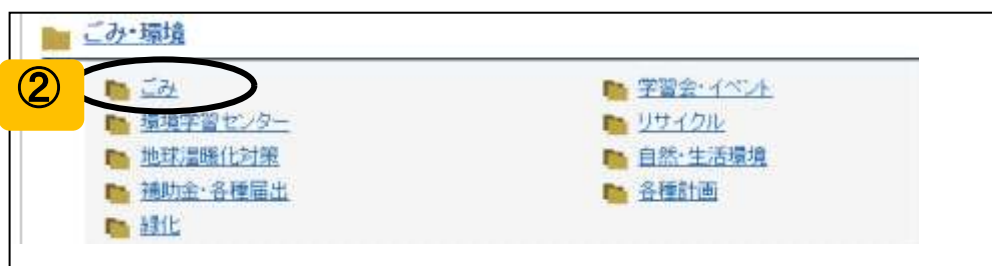 ごみ・環境
②
ごみ
学習会・イベント
環境学習センター
リサイクル
地球温暖化対策
自然・生活環境
補助金・各種届出
各種計画
緑化